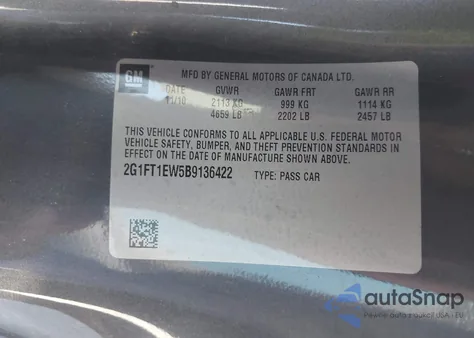 GM
MFD BY GENERAL MOTORS OF CANADA LTD.
DATE GVWR GAWR FRT GAWR RR
11/10 2113 KG 999 KG 1114 KG
4659 LB 2202 LB 2457 LB
THIS VEHICLE CONFORMS TO ALL APPLICABLE U.S. FEDERAL MOTOR
VEHICLE SAFETY, BUMPER, AND THEFT PREVENTION STANDARDS IN
EFFECT ON THE DATE OF MANUFACTURE SHOWN ABOVE.
2G1FT1EW5B9136422 TYPE: PASS CAR
autoSnap